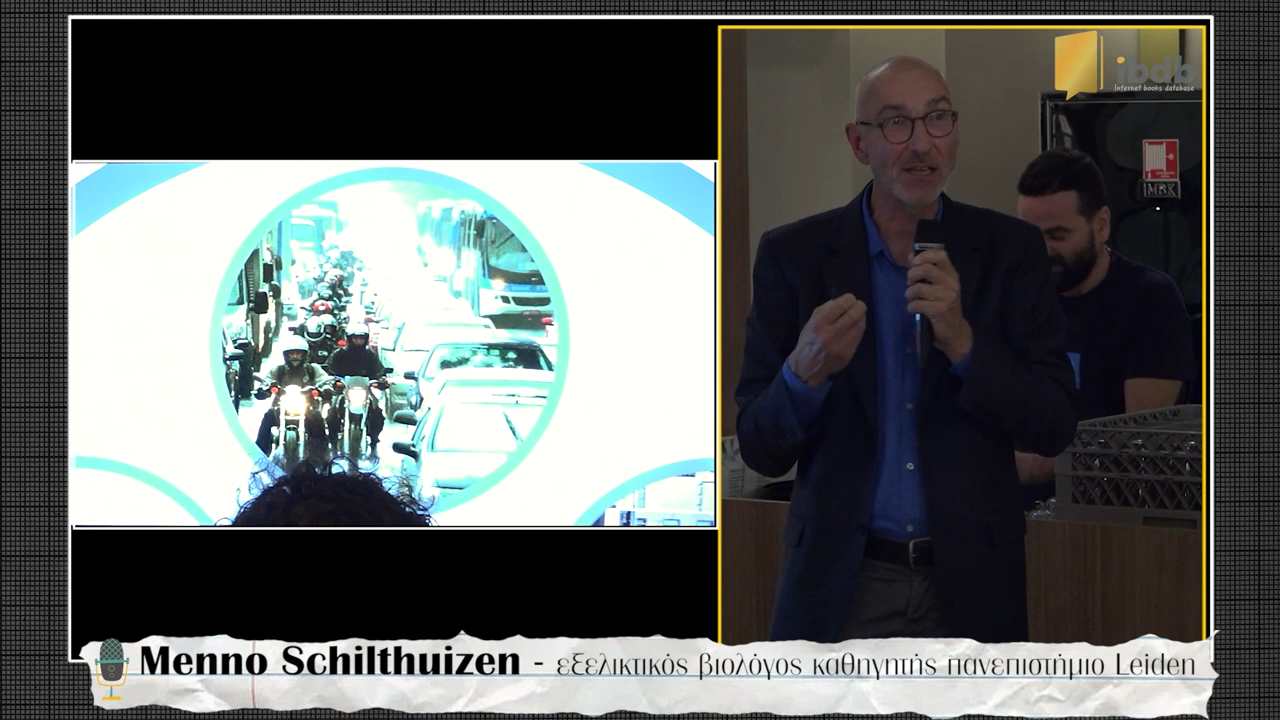 ibdb
Internet books database
Menno Schilthuizen - εξελικτικός βιολόγος καθηγητής πανεπιστήμιο Leiden